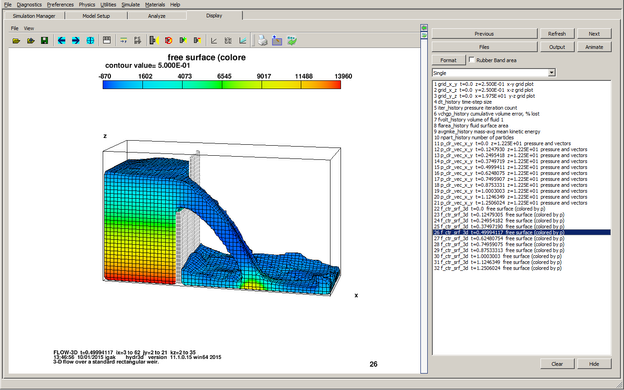 File Diagnostics Preferences Physics Utilities Simulate Materials Help
Simulation Manager Model Setup Analyze Display
File View
Previous Refresh Next
Files Output Animate
Format Rubber Band area
Single
free surface (colore
contour value= 5.000E-01
-870 1602 4073 6545 9017 11488 13960
z
x
1 grid_x_y t=0.0 z=2.500E-01 x-y grid plot
2 grid_x_z t=0.0 y=2.500E-01 x-z grid plot
3 grid_y_z t=0.0 x=1.975E+01 y-z grid plot
4 dt_history time-step size
5 iter_history pressure iteration count
6 vchgp_history cumulative volume error, % lost
7 fvolt_history volume of fluid 1
8 flarea_history fluid surface area
9 avgmke_history mass-avg mean kinetic energy
10 npart_history number of particles
11 p_clr_vec_x_y t=0.0 z=1.225E+01 pressure and vectors
12 p_clr_vec_x_y t=0.1247930 z=1.225E+01 pressure and vectors
13 p_clr_vec_x_y t=0.2495418 z=1.225E+01 pressure and vectors
14 p_clr_vec_x_y t=0.3749719 z=1.225E+01 pressure and vectors
15 p_clr_vec_x_y t=0.4999411 z=1.225E+01 pressure and vectors
16 p_clr_vec_x_y t=0.6248075 z=1.225E+01 pressure and vectors
17 p_clr_vec_x_y t=0.7495907 z=1.225E+01 pressure and vectors
18 p_clr_vec_x_y t=0.8753331 z=1.225E+01 pressure and vectors
19 p_clr_vec_x_y t=1.0003003 z=1.225E+01 pressure and vectors
20 p_clr_vec_x_y t=1.1246349 z=1.225E+01 pressure and vectors
21 p_clr_vec_x_y t=1.2506024 z=1.225E+01 pressure and vectors
22 f_ctr_srf_3d t=0.0 free surface (colored by p)
23 f_ctr_srf_3d t=0.12479305 free surface (colored by p)
24 f_ctr_srf_3d t=0.24954182 free surface (colored by p)
25 f_ctr_srf_3d t=0.37497190 free surface (colored by p)
26 f_ctr_srf_3d t=0.49994117 free surface (colored by p)
27 f_ctr_srf_3d t=0.62480754 free surface (colored by p)
28 f_ctr_srf_3d t=0.74959075 free surface (colored by p)
29 f_ctr_srf_3d t=0.87533313 free surface (colored by p)
30 f_ctr_srf_3d t=1.0003003 free surface (colored by p)
31 f_ctr_srf_3d t=1.1246349 free surface (colored by p)
32 f_ctr_srf_3d t=1.2506024 free surface (colored by p)
FLOW-3D t=0.49994117 ix=3 to 62 jy=2 to 21 kz=2 to 35
13:46:56 10/01/2015 jgak hydr3d version 11.1.0.15 win64 2015
3-D flow over a standard rectangular weir.
26
Clear Hide